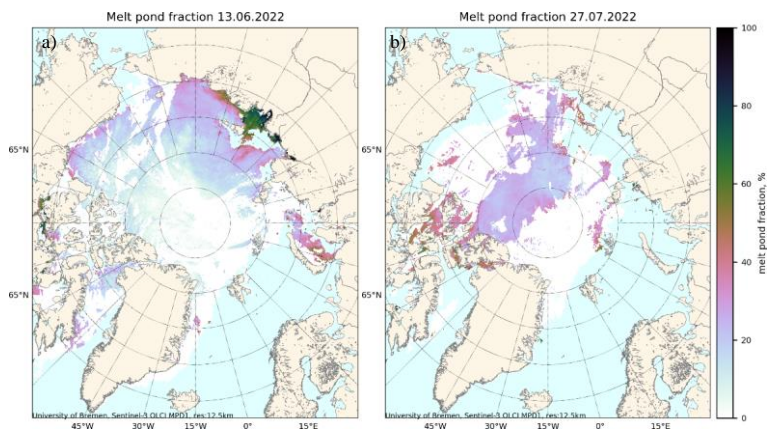 Melt pond fraction 13.06.2022
a)
65°N
65°N
University of Bremen, Sentinel-3 OLCI MPD1, res:12.5km
45°W 30°W 15°W 0° 15°E
Melt pond fraction 27.07.2022
b)
65°N
65°N
University of Bremen, Sentinel-3 OLCI MPD1, res:12.5km
45°W 30°W 15°W 0° 15°E
100
80
60
40
20
0
melt pond fraction, %